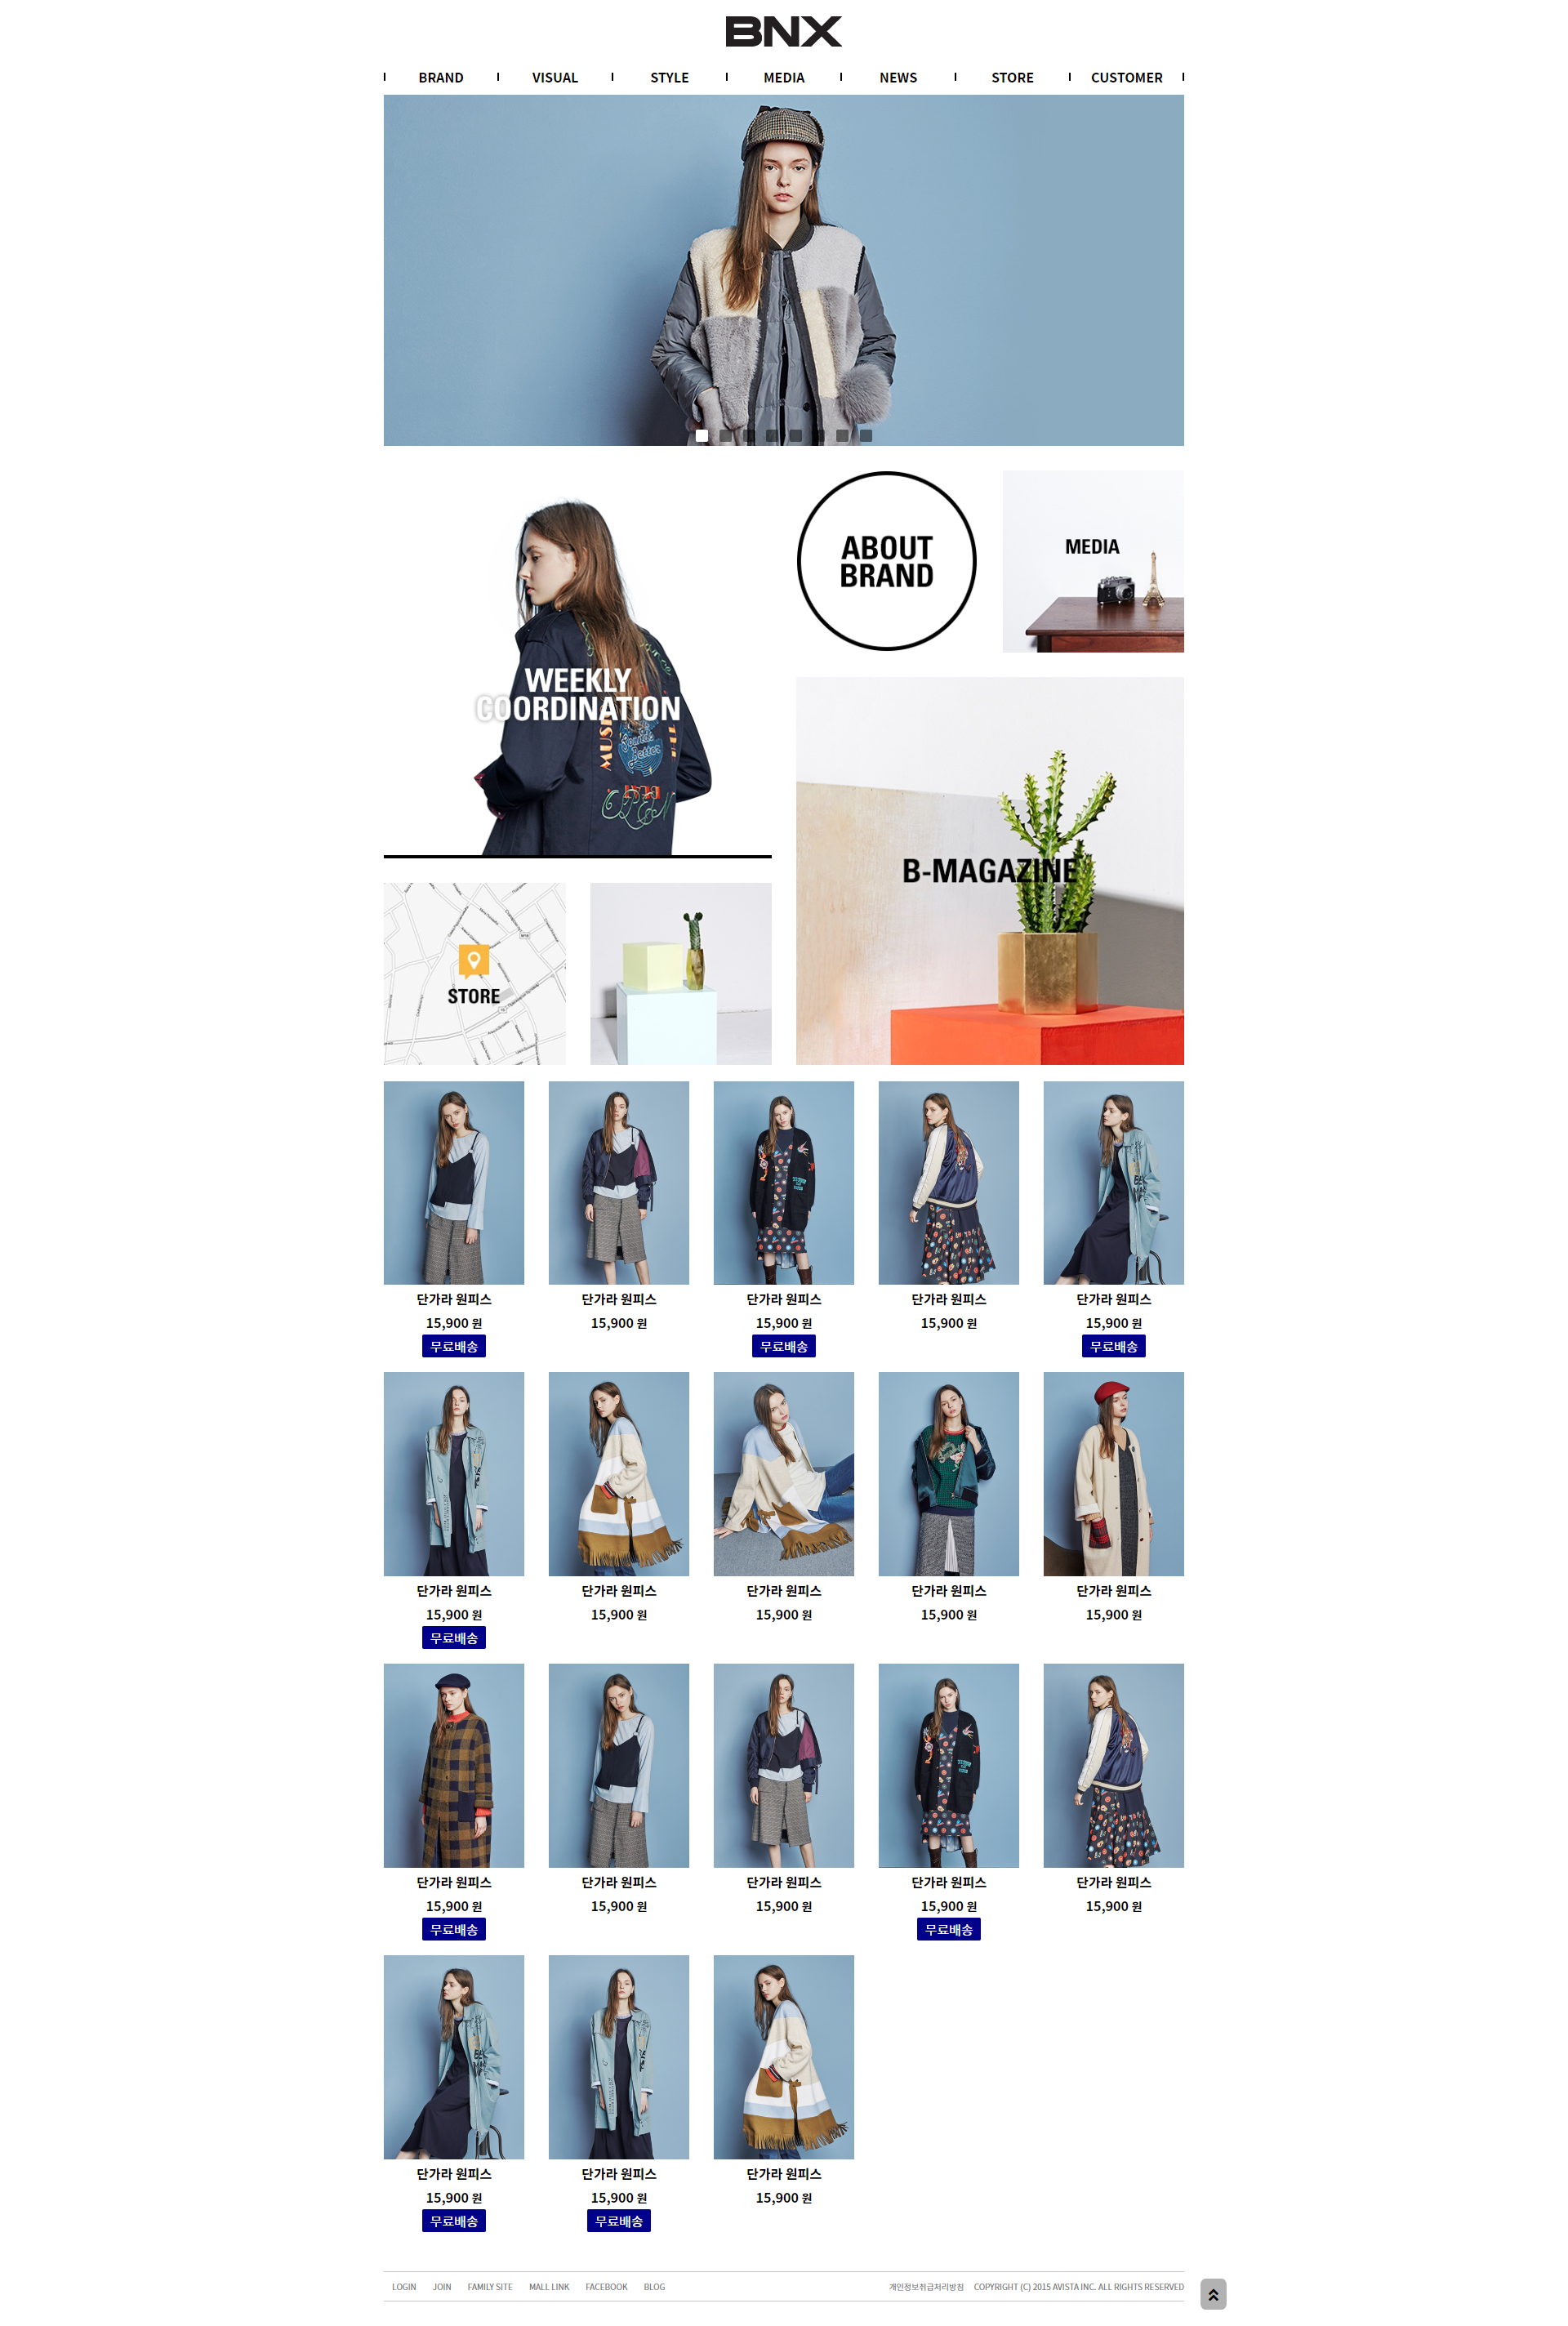 BNX
BRAND VISUAL STYLE MEDIA NEWS STORE CUSTOMER
WEEKLY
COORDINATION
ABOUT
BRAND
MEDIA
B-MAGAZINE
STORE
단가라 원피스 단가라 원피스 단가라 원피스 단가라 원피스 단가라 원피스
15,900 원 15,900 원 15,900 원 15,900 원 15,900 원
무료배송 무료배송 무료배송
단가라 원피스 단가라 원피스 단가라 원피스 단가라 원피스 단가라 원피스
15,900 원 15,900 원 15,900 원 15,900 원 15,900 원
무료배송
단가라 원피스 단가라 원피스 단가라 원피스 단가라 원피스 단가라 원피스
15,900 원 15,900 원 15,900 원 15,900 원 15,900 원
무료배송 무료배송
단가라 원피스 단가라 원피스 단가라 원피스
15,900 원 15,900 원 15,900 원
무료배송 무료배송
LOGIN JOIN FAMILY SITE MALL LINK FACEBOOK BLOG 개인정보취급처리방침 COPYRIGHT (C) 2015 AVISTA INC. ALL RIGHTS RESERVED